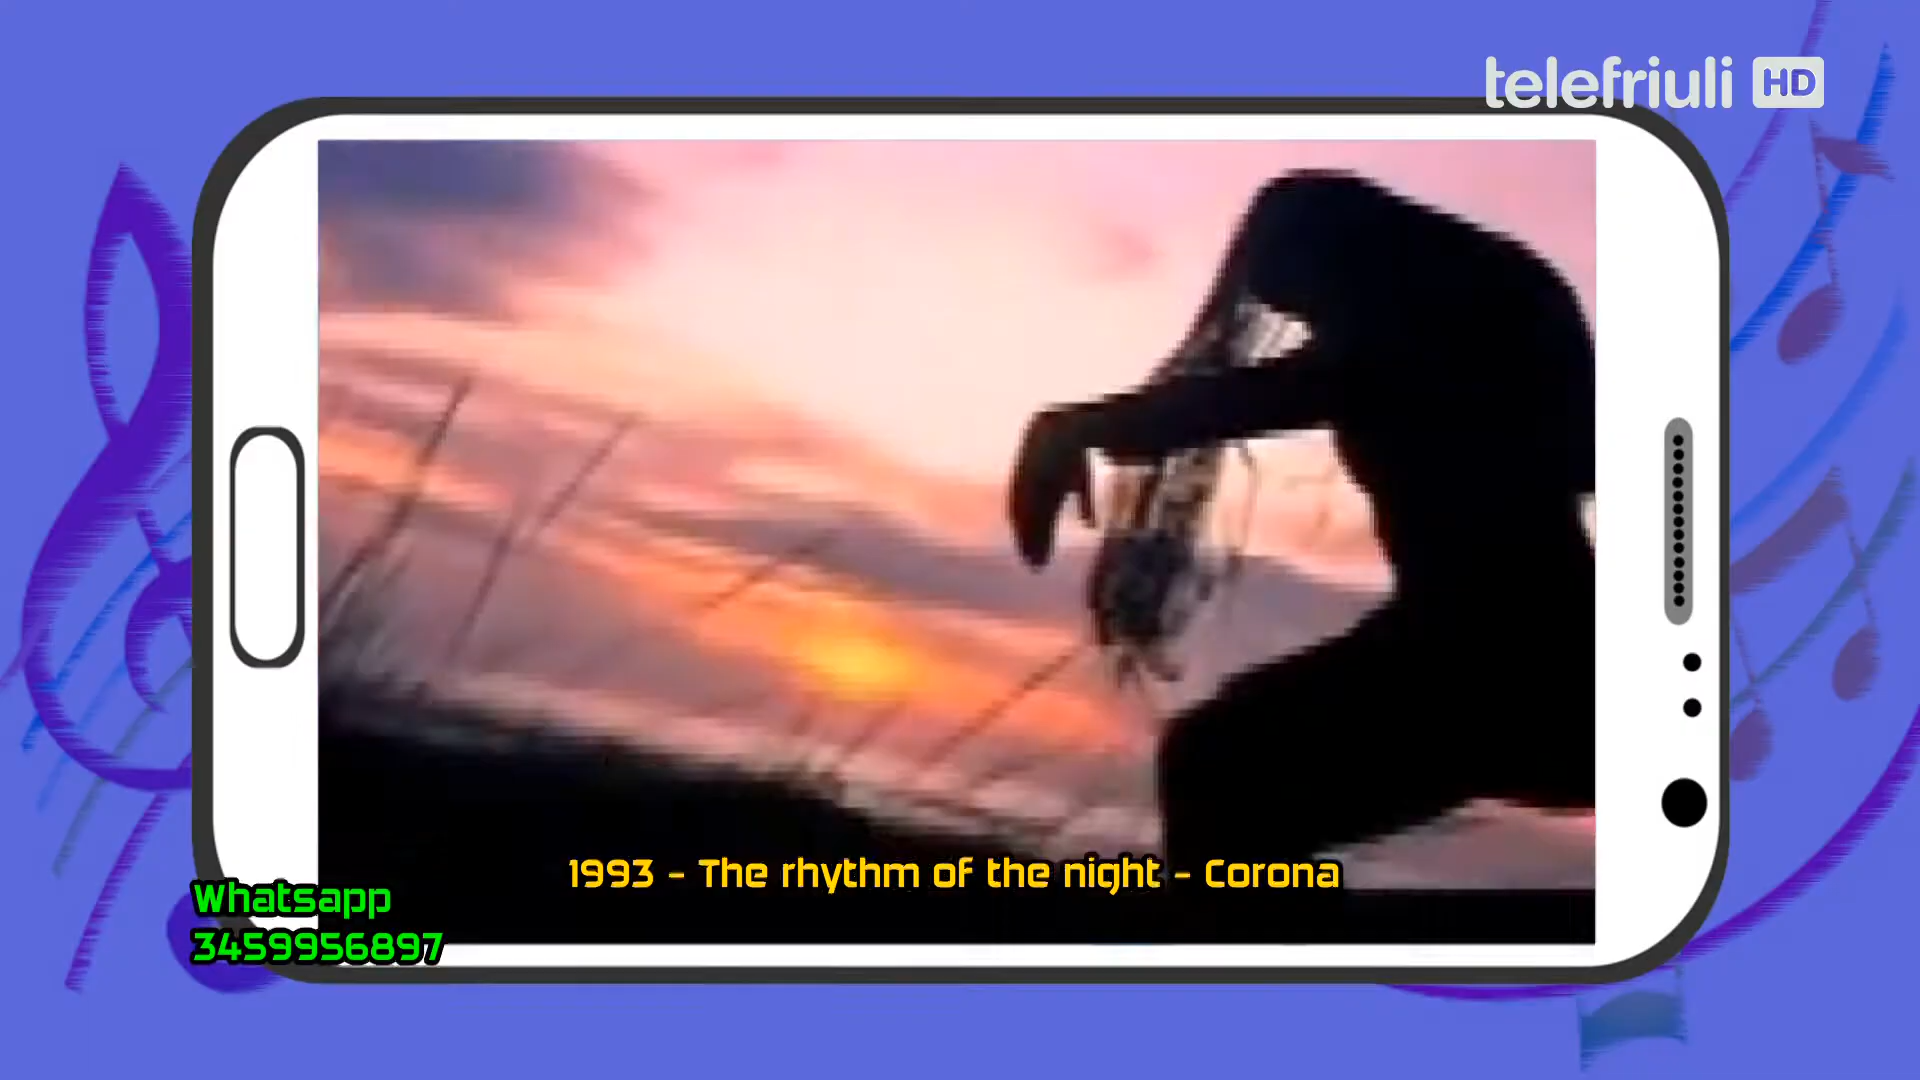 telefriuli HD
1993 - The rhythm of the night - Corona
Whatsapp
3459956897